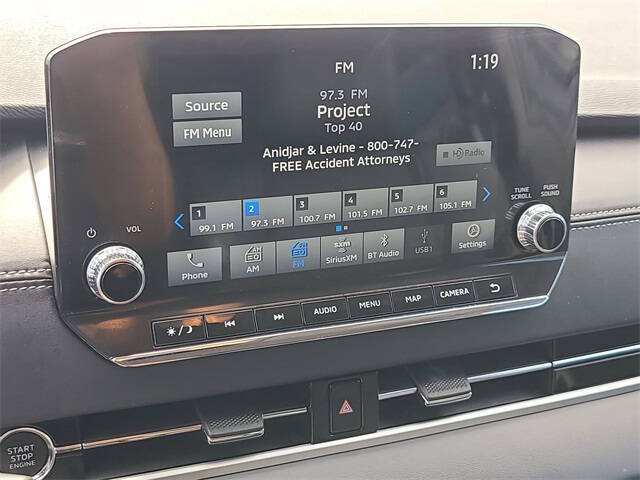 FM
1:19
97.3 FM
Project
Top 40
Source
FM Menu
Anidjar & Levine - 800-747-
FREE Accident Attorneys
HD Radio
TUNE
SCROLL
PUSH
SOUND
1
2
3
4
5
6
99.1 FM
97.3 FM
100.7 FM
101.5 FM
102.7 FM
105.1 FM
VOL
Phone
AM
AM
FM
FM
sxm
SiriusXM
BT Audio
USB1
Settings
AUDIO
MENU
MAP
CAMERA
START
STOP
ENGINE